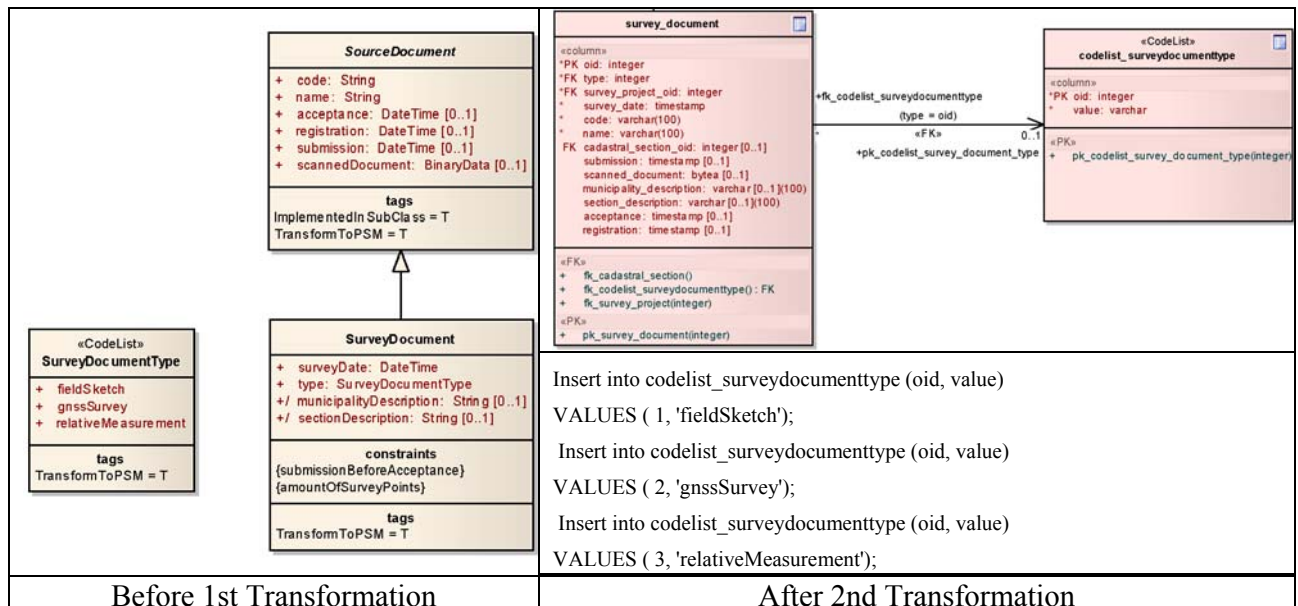 SourceDocument
+ code: String
+ name: String
+ acceptance: DateTime [0..1]
+ registration: DateTime [0..1]
+ submission: DateTime [0..1]
+ scannedDocument: BinaryData [0..1]
tags
ImplementedInSubClass = T
TransformToPSM = T
«CodeList»
SurveyDocumentType
+ fieldSketch
+ gnssSurvey
+ relativeMeasurement
tags
TransformToPSM = T
SurveyDocument
+ surveyDate: DateTime
+ type: SurveyDocumentType
+/ municipalityDescription: String [0..1]
+/ sectionDescription: String [0..1]
constraints
{submissionBeforeAcceptance}
{amountOfSurveyPoints}
tags
TransformToPSM = T
Before 1st Transformation
survey_document
«column»
*PK oid: integer
*FK type: integer
*FK survey_project_oid: integer
* survey_date: timestamp
* code: varchar(100)
* name: varchar(100)
FK cadastral_section_oid: integer [0..1]
submission: timestamp [0..1]
scanned_document: bytea [0..1]
municipality_description: varchar [0..1](100)
section_description: varchar [0..1](100)
acceptance: timestamp [0..1]
registration: timestamp [0..1]
«FK»
+ fk_cadastral_section()
+ fk_codelist_surveydocumenttype() : FK
+ fk_survey_project(integer)
«PK»
+ pk_survey_document(integer)
+fk_codelist_surveydocumenttype
(type = oid)
* «FK» 0..1
+pk_codelist_survey_document_type
«CodeList»
codelist_surveydocumenttype
«column»
*PK oid: integer
* value: varchar
«PK»
+ pk_codelist_survey_document_type(integer)
Insert into codelist_surveydocumenttype (oid, value)
VALUES ( 1, 'fieldSketch');
Insert into codelist_surveydocumenttype (oid, value)
VALUES ( 2, 'gnssSurvey');
Insert into codelist_surveydocumenttype (oid, value)
VALUES ( 3, 'relativeMeasurement');
After 2nd Transformation